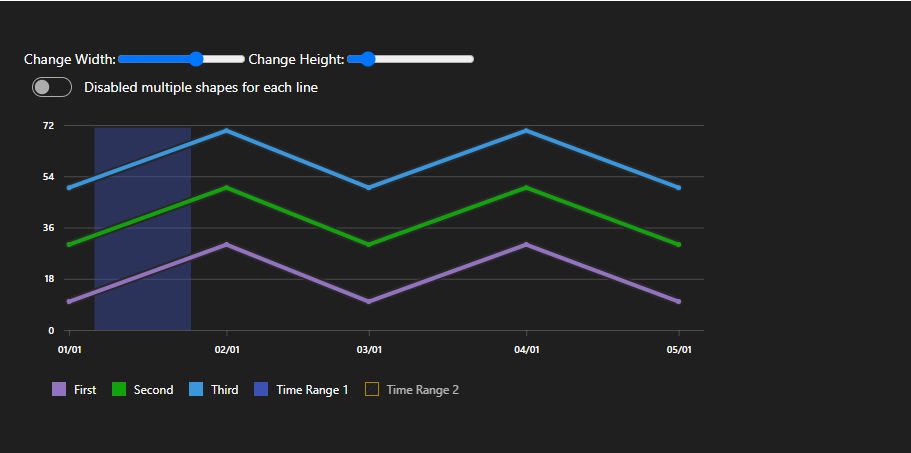 Change Width: Change Height:
Disabled multiple shapes for each line
72
54
36
18
0
01/01 02/01 03/01 04/01 05/01
First Second Third Time Range 1 Time Range 2